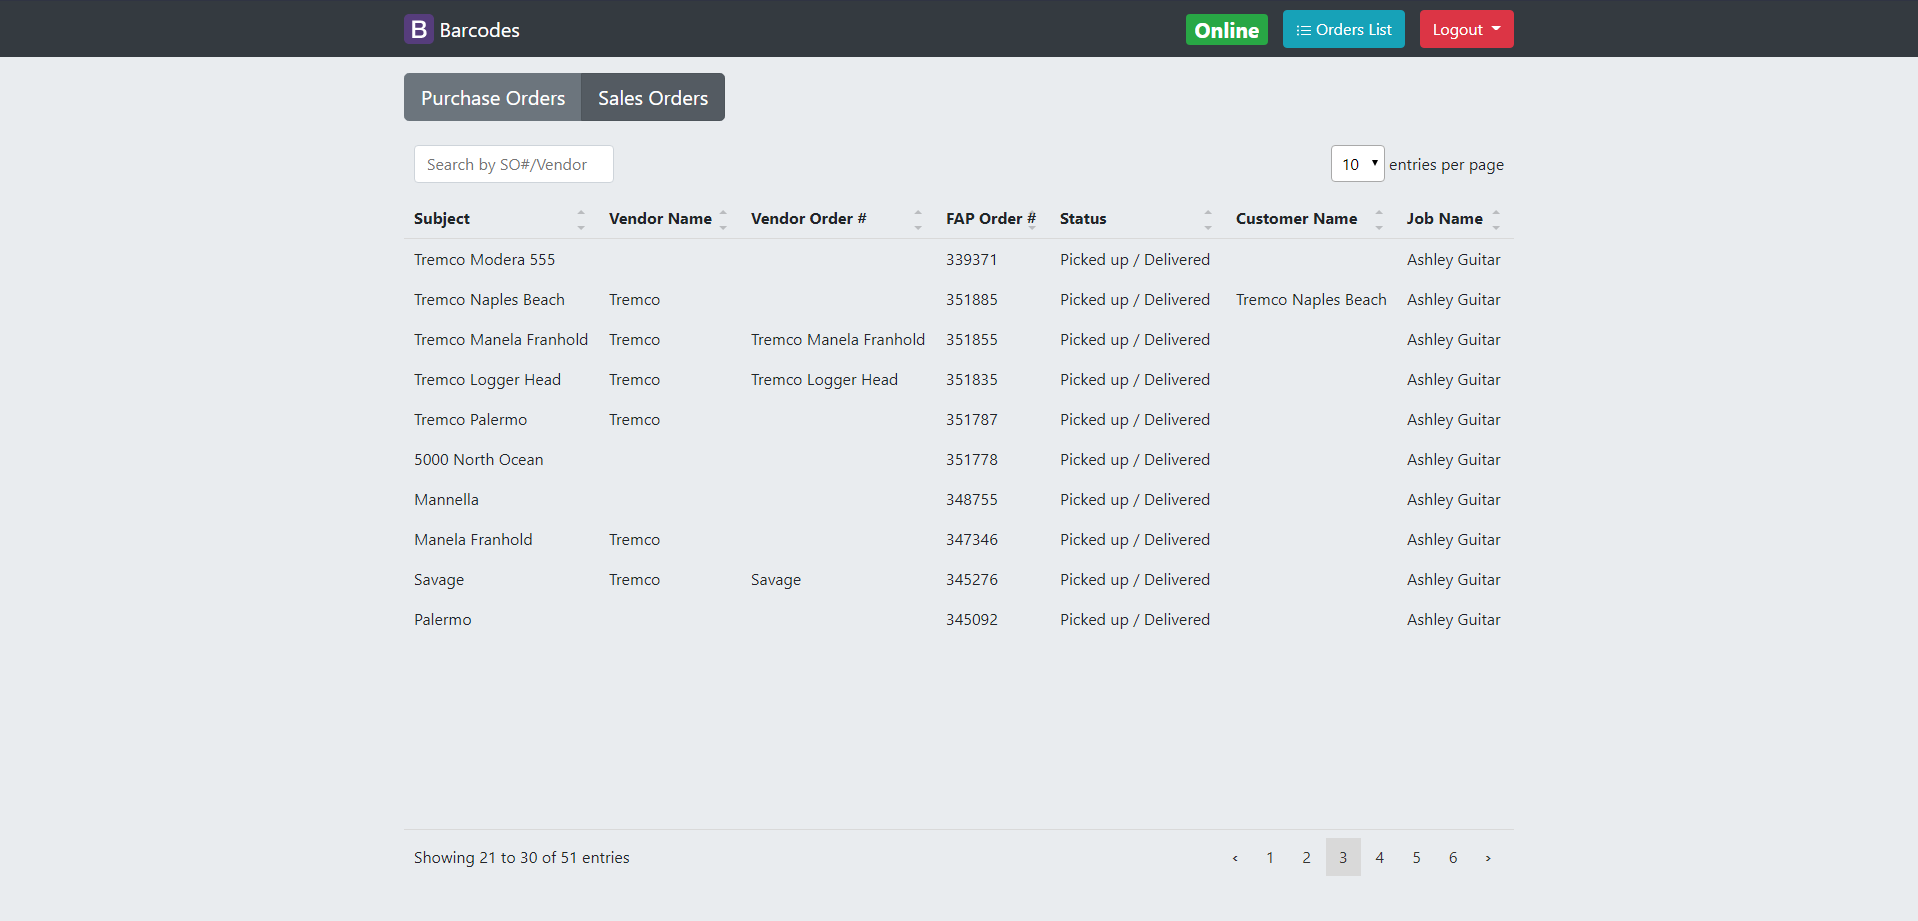 B Barcodes Online Orders List Logout
Purchase Orders Sales Orders
Search by SO#/Vendor 10 entries per page
Subject Vendor Name Vendor Order # FAP Order # Status Customer Name Job Name
Tremco Modera 555 339371 Picked up / Delivered Ashley Guitar
Tremco Naples Beach Tremco 351885 Picked up / Delivered Tremco Naples Beach Ashley Guitar
Tremco Manela Franhold Tremco Tremco Manela Franhold 351855 Picked up / Delivered Ashley Guitar
Tremco Logger Head Tremco Tremco Logger Head 351835 Picked up / Delivered Ashley Guitar
Tremco Palermo Tremco 351787 Picked up / Delivered Ashley Guitar
5000 North Ocean 351778 Picked up / Delivered Ashley Guitar
Mannella 348755 Picked up / Delivered Ashley Guitar
Manela Franhold Tremco 347346 Picked up / Delivered Ashley Guitar
Savage Tremco Savage 345276 Picked up / Delivered Ashley Guitar
Palermo 345092 Picked up / Delivered Ashley Guitar
Showing 21 to 30 of 51 entries ‹ 1 2 3 4 5 6 ›